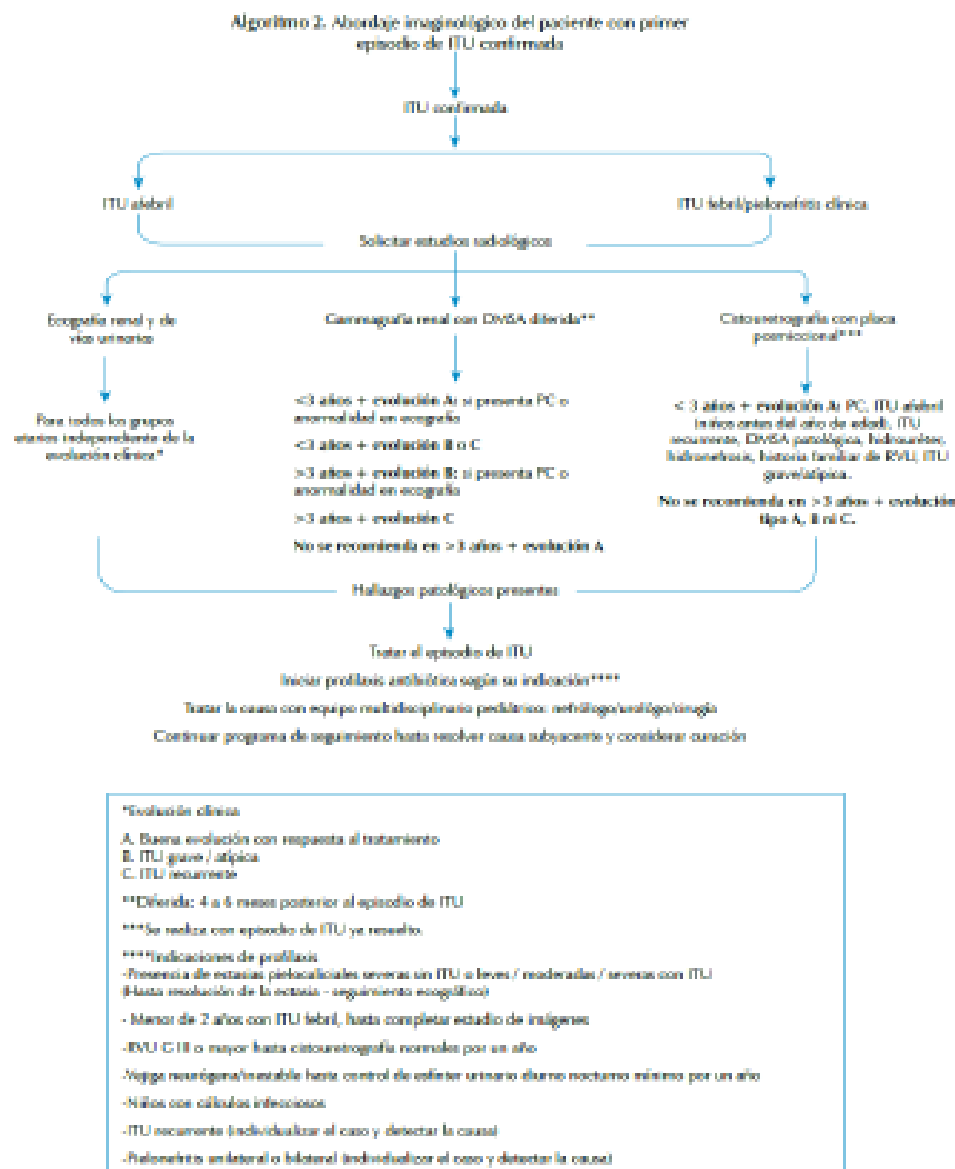 Algoritmo 2. Abordaje imaginológico del paciente con primer
episodio de ITU confirmada
ITU confirmada
ITU afebril
ITU febril/pielonefritis clínica
Solicitar estudios radiológicos
Ecografía renal y de
vías urinarias
Gammagrafía renal con DMSA diferida**
Cistouretrografía con placa
posmiccional***
Para todos los grupos
etarios independiente de la
evolución clínica*
<3 años + evolución A: si presenta PC o
anormalidad en ecografía
<3 años + evolución B o C
>3 años + evolución B: si presenta PC o
anormalidad en ecografía
>3 años + evolución C
No se recomienda en >3 años + evolución A
< 3 años + evolución A: PC, ITU afebril
(niños antes del año de edad), ITU
recurrente, DMSA patológica, hidrouréter,
hidronefrosis, historia familiar de RVU, ITU
grave/atípica.
No se recomienda en >3 años + evolución
tipo A, B ni C.
Hallazgos patológicos presentes
Tratar el episodio de ITU
Iniciar profilaxis antibiótica según su indicación****
Tratar la causa con equipo multidisciplinario pediátrico: nefrólogo/urológo/cirugía
Continuar programa de seguimiento hasta resolver causa subyacente y considerar curación
*Evolución clínica
A. Buena evolución con respuesta al tratamiento
B. ITU grave / atípica
C. ITU recurrente
**Diferida: 4 a 6 meses posterior al episodio de ITU
***Se realiza con episodio de ITU ya resuelto.
****Indicaciones de profilaxis
-Presencia de ectasias pielocaliciales severas sin ITU o leves / moderadas / severas con ITU
(Hasta resolución de la ectasia - seguimiento ecográfico)
- Menor de 2 años con ITU febril, hasta completar estudio de imágenes
-RVU G III o mayor hasta cistouretrografía normales por un año
-Vejiga neurógena/inestable hasta control de esfínter urinario diurno nocturno mínimo por un año
-Niños con cálculos infecciosos
-ITU recurrente (individualizar el caso y detectar la causa)
-Pielonefritis unilateral o bilateral (individualizar el caso y detectar la causa)